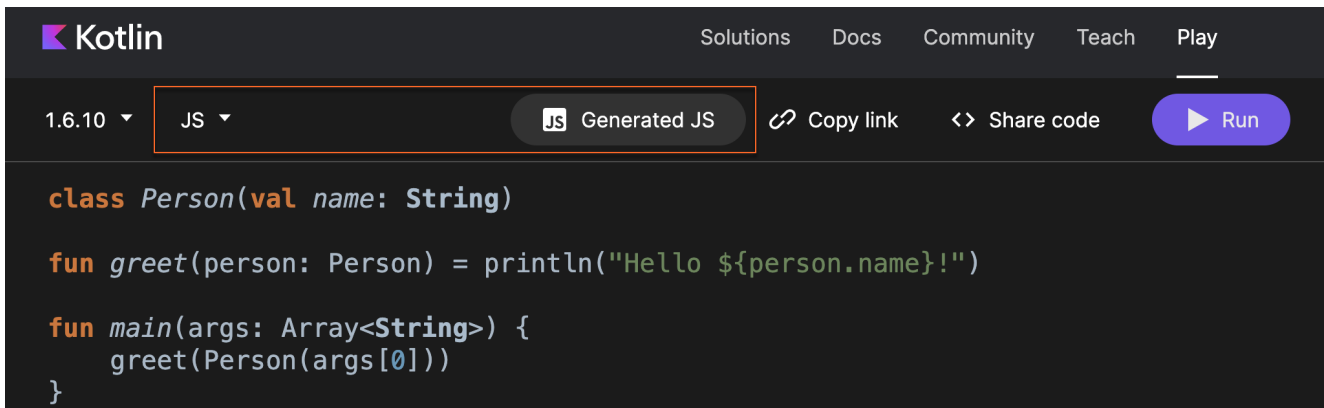 Kotlin Solutions Docs Community Teach Play
1.6.10 JS JS Generated JS Copy link <> Share code Run
class Person(val name: String)
fun greet(person: Person) = println("Hello ${person.name}!")
fun main(args: Array<String>) {
    greet(Person(args[0]))
}